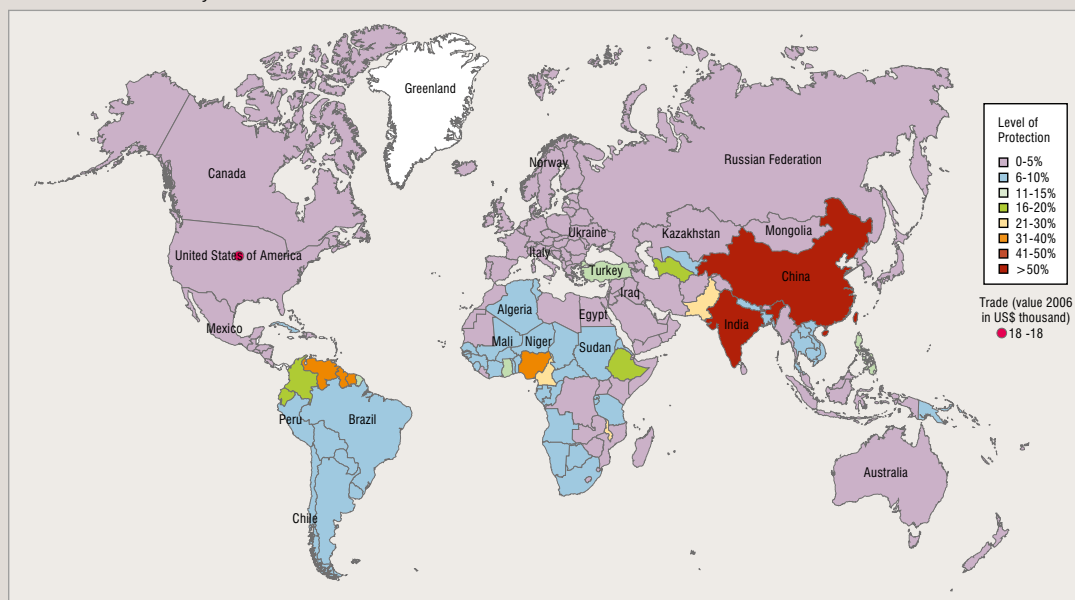 Greenland
Norway
Russian Federation
Canada
Ukraine
Kazakhstan
Mongolia
United States of America
Italy
Turkey
China
Iraq
Algeria
Egypt
India
Mexico
Mali
Niger
Sudan
Peru
Brazil
Australia
Chile
Level of
Protection
0-5%
6-10%
11-15%
16-20%
21-30%
31-40%
41-50%
>50%
Trade (value 2006
in US$ thousand)
18 -18